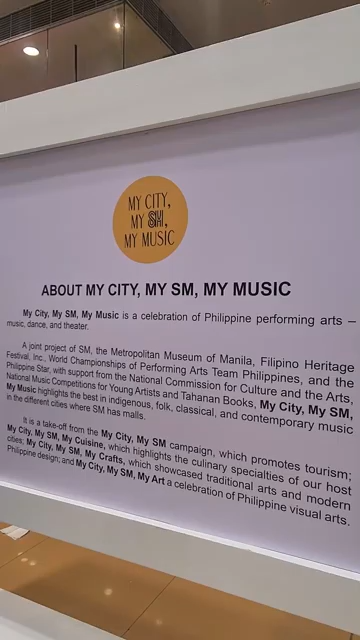 MY CITY,
MY SM,
MY MUSIC
ABOUT MY CITY, MY SM, MY MUSIC
My City, My SM, My Music is a celebration of Philippine performing arts –
music, dance, and theater.
A joint project of SM, the Metropolitan Museum of Manila, Filipino Heritage
Festival, Inc., World Championships of Performing Arts Team Philippines, and the
Philippine Star, with support from the National Commission for Culture and the Arts,
National Music Competitions for Young Artists and Tahanan Books, My City, My SM,
My Music highlights the best in indigenous, folk, classical, and contemporary music
in the different cities where SM has malls.
It is a take-off from the My City, My SM campaign, which promotes tourism;
My City, My SM, My Cuisine, which highlights the culinary specialties of our host
cities; My City, My SM, My Crafts, which showcased traditional arts and modern
Philippine design; and My City, My SM, My Art a celebration of Philippine visual arts.